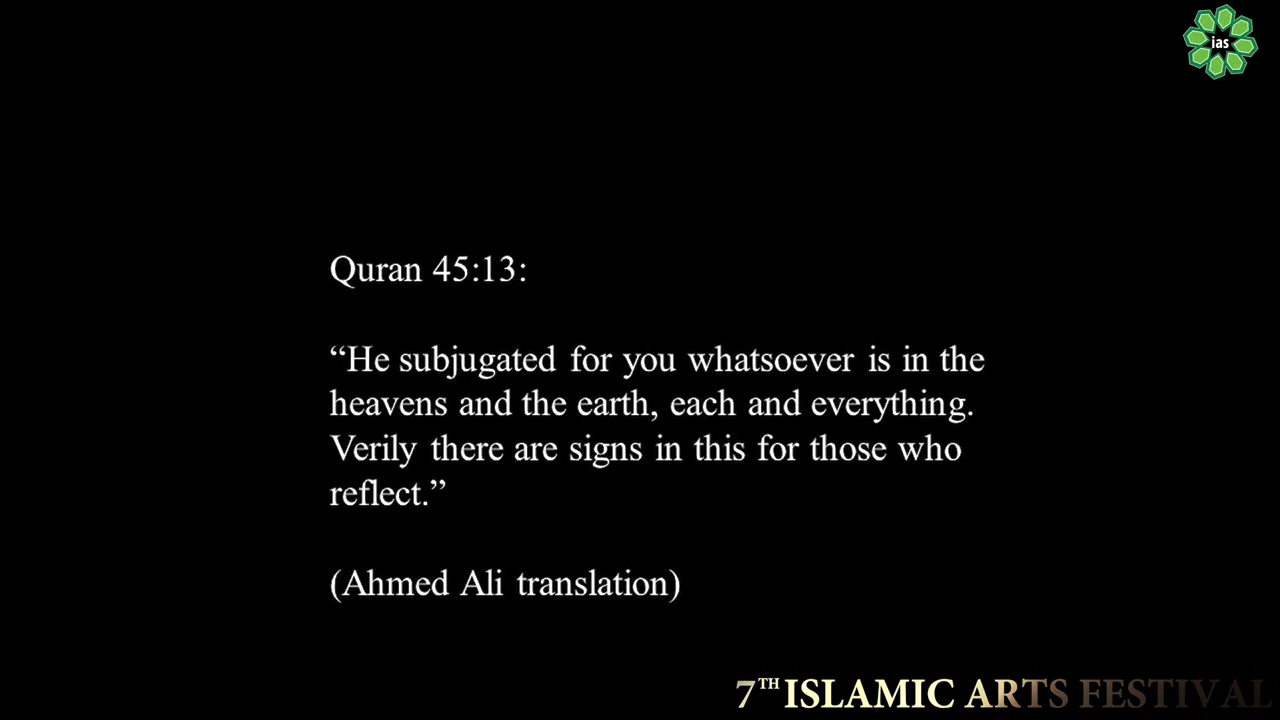 ias
Quran 45:13:
“He subjugated for you whatsoever is in the
heavens and the earth, each and everything.
Verily there are signs in this for those who
reflect.”
(Ahmed Ali translation)
7TH ISLAMIC ARTS FESTIVAL